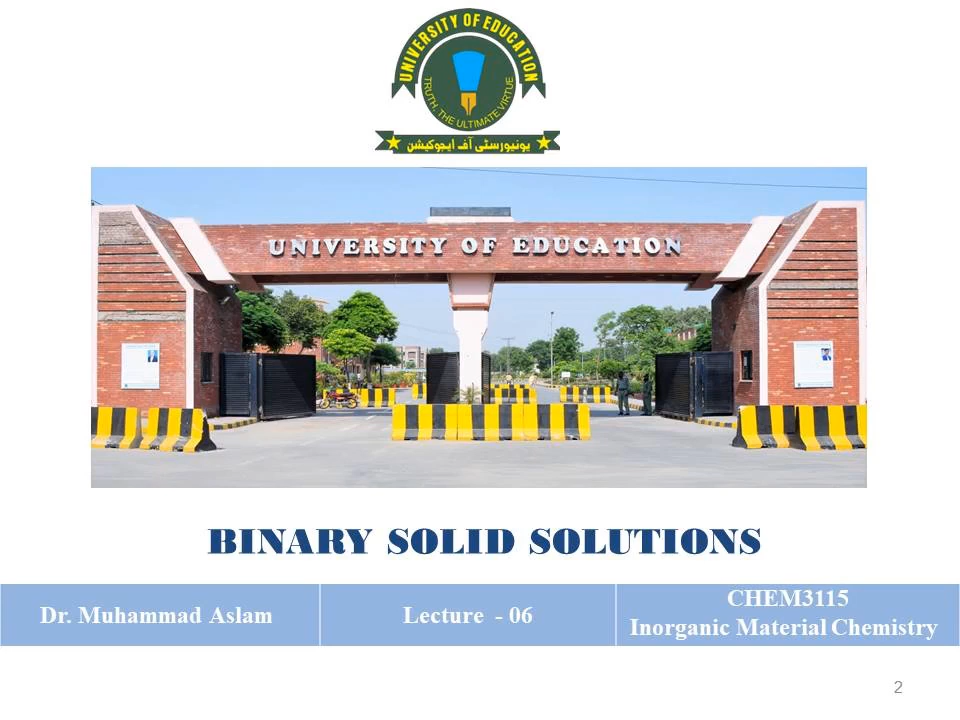 UNIVERSITY OF EDUCATION
TRUTH, THE ULTIMATE VIRTUE
یونیورسٹی آف ایجوکیشن
UNIVERSITY OF EDUCATION
BINARY SOLID SOLUTIONS
Dr. Muhammad Aslam
Lecture - 06
CHEM3115
Inorganic Material Chemistry
2